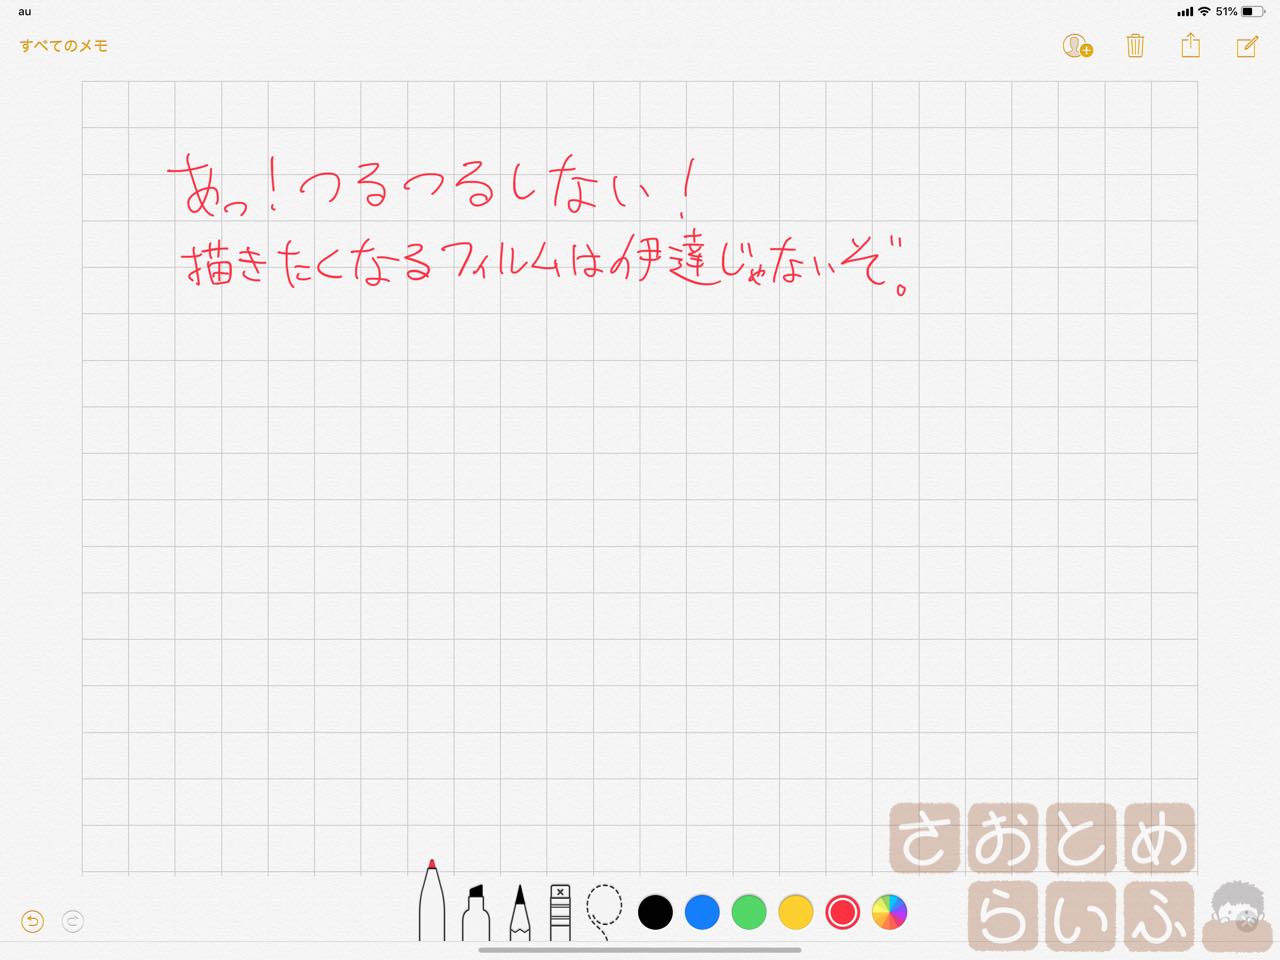 au
51%
すべてのメモ
あっ！つるつるしない！
描きたくなるフィルムは伊達じゃないぞ。
さおとめ
らいふ